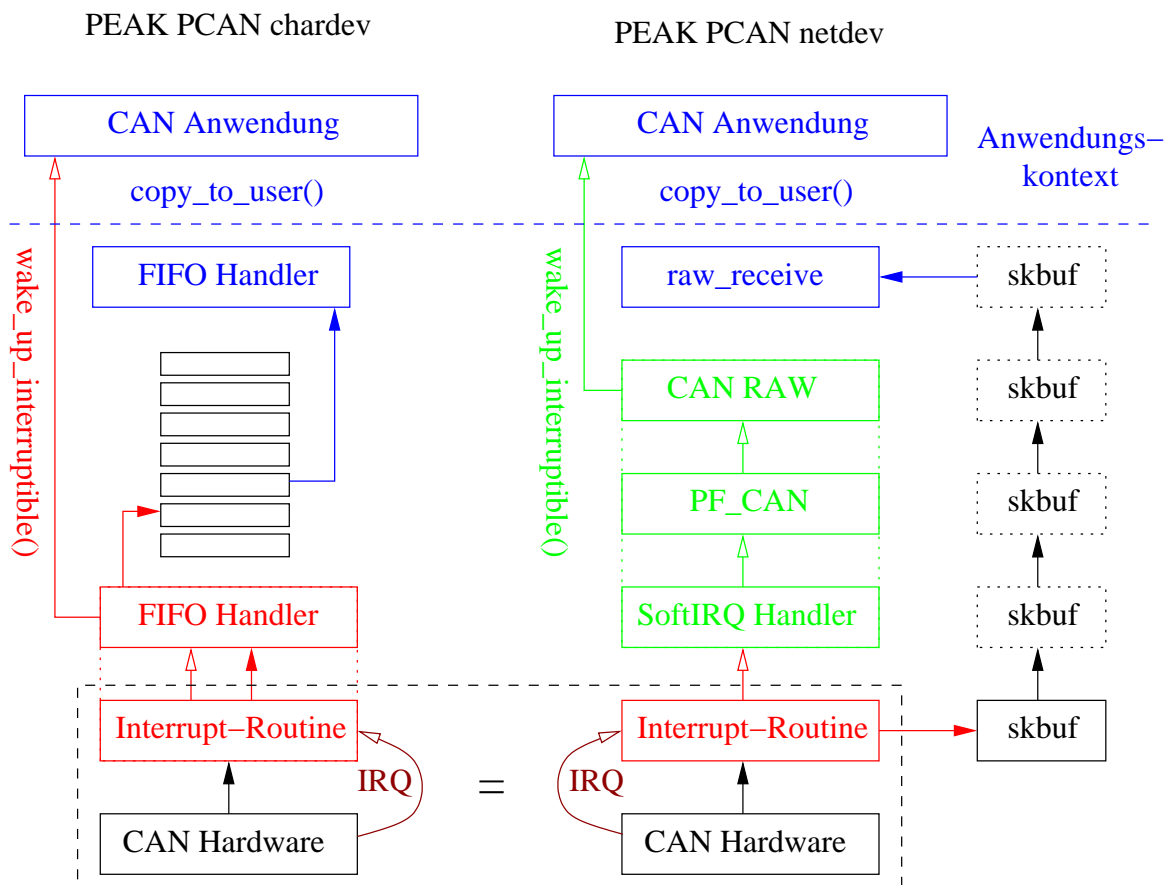 PEAK PCAN chardev
PEAK PCAN netdev
CAN Anwendung
CAN Anwendung
Anwendungs–
kontext
copy_to_user()
copy_to_user()
wake_up_interruptible()
FIFO Handler
wake_up_interruptible()
raw_receive
skbuf
CAN RAW
skbuf
PF_CAN
skbuf
FIFO Handler
SoftIRQ Handler
skbuf
Interrupt–Routine
Interrupt–Routine
skbuf
IRQ
=
IRQ
CAN Hardware
CAN Hardware